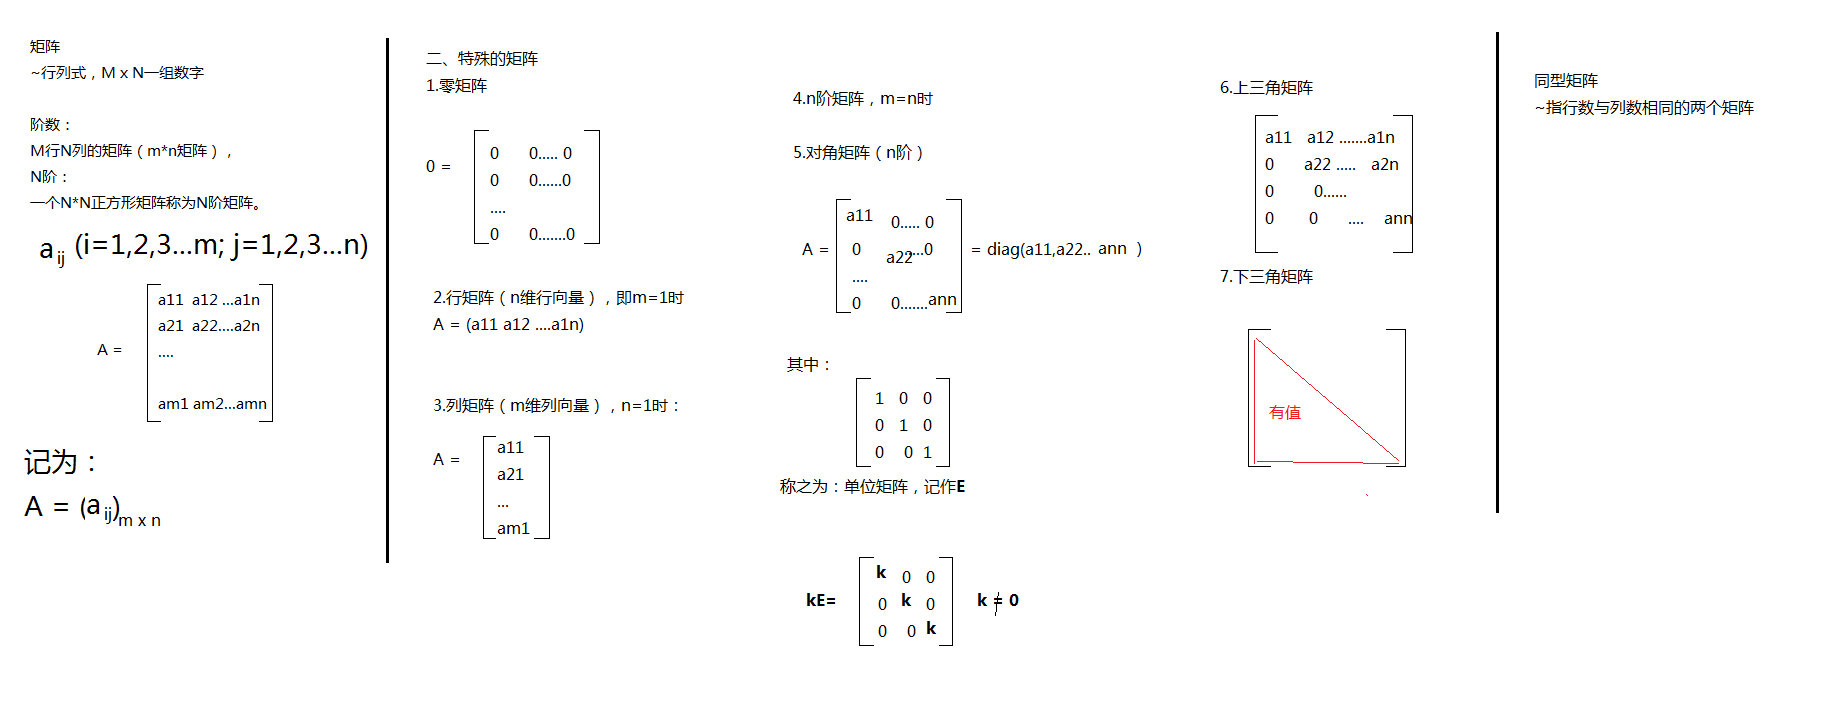 矩阵
~行列式，M x N一组数字
阶数：
M行N列的矩阵（m*n矩阵），
N阶：
一个N*N正方形矩阵称为N阶矩阵。
a ij (i=1,2,3...m; j=1,2,3...n)
a11 a12 ...a1n
a21 a22....a2n
A =
....
am1 am2...amn
记为：
A = (a ij)m x n
二、特殊的矩阵
1.零矩阵
0 =
0 0..... 0
0 0......0
....
0 0.......0
2.行矩阵（n维行向量），即m=1时
A = (a11 a12 ....a1n)
3.列矩阵（m维列向量），n=1时：
A =
a11
a21
...
am1
4.n阶矩阵，m=n时
5.对角矩阵（n阶）
a11 0..... 0
A = 0 a22 ...0 = diag(a11,a22.. ann )
....
0 0.......ann
其中：
1 0 0
0 1 0
0 0 1
称之为：单位矩阵，记作E
k 0 0
kE= 0 k 0 k ≠ 0
0 0 k
6.上三角矩阵
a11 a12 .......a1n
0 a22 ..... a2n
0 0......
0 0 .... ann
7.下三角矩阵
有值
同型矩阵
~指行数与列数相同的两个矩阵